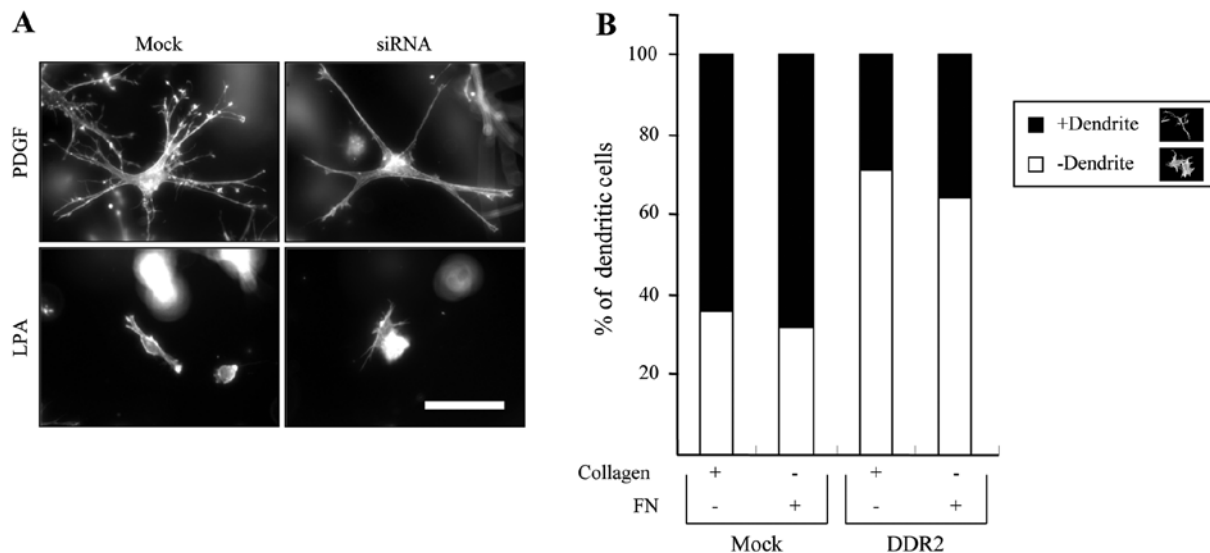 A
Mock
siRNA
PDGF
LPA
B
% of dendritic cells
100
80
60
40
20
+Dendrite
-Dendrite
Collagen + - + -
FN - + - +
Mock DDR2